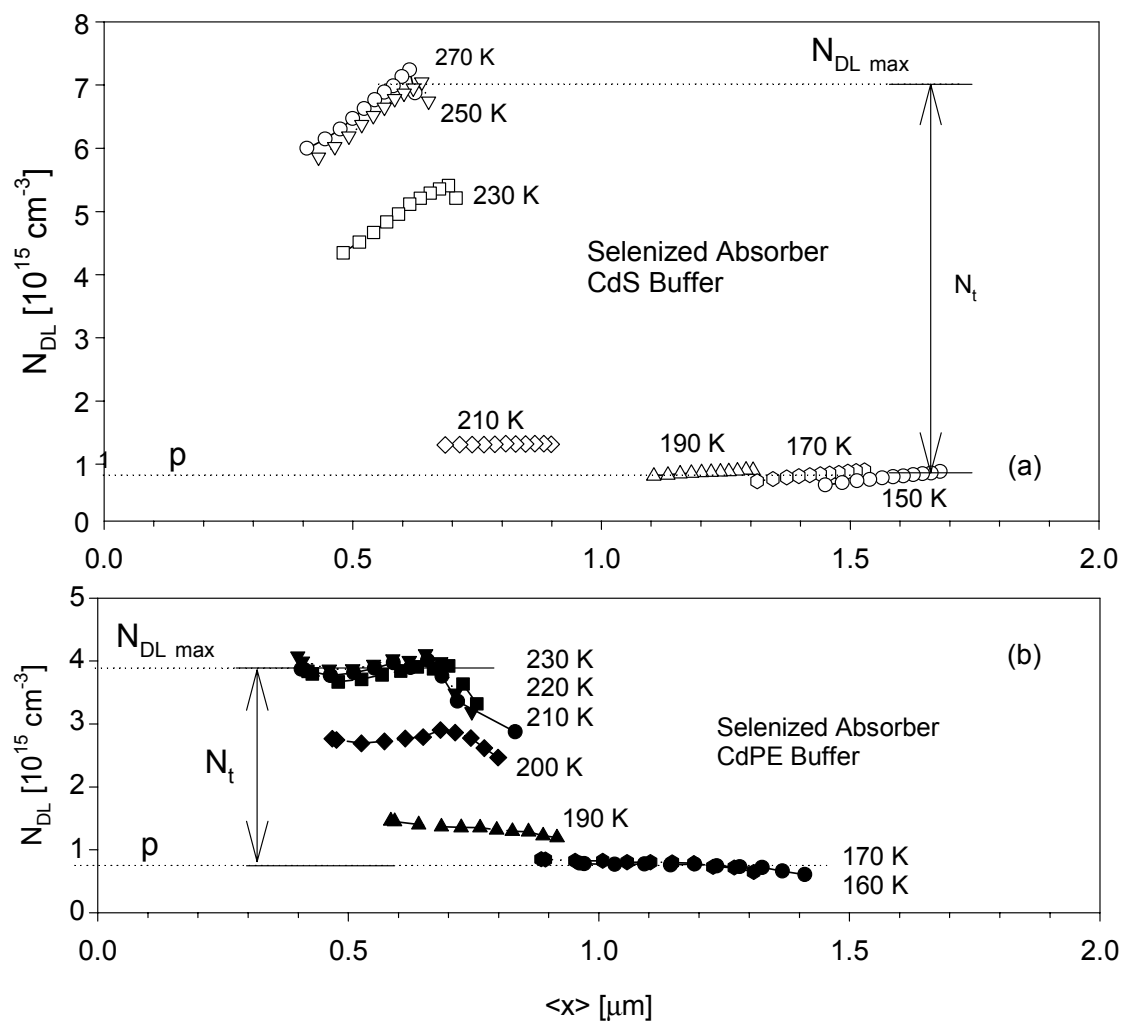 8
7
6
5
4
2
1
1
0
N_DL [10^15 cm^-3]
270 K
250 K
230 K
N_DL max
Selenized Absorber
CdS Buffer
N_t
210 K
190 K
170 K
150 K
p
(a)
0.0 0.5 1.0 1.5 2.0
5
4
3
2
1
0
N_DL [10^15 cm^-3]
N_DL max
N_t
p
230 K
220 K
210 K
200 K
190 K
170 K
160 K
(b)
Selenized Absorber
CdPE Buffer
0.0 0.5 1.0 1.5 2.0
<x> [μm]